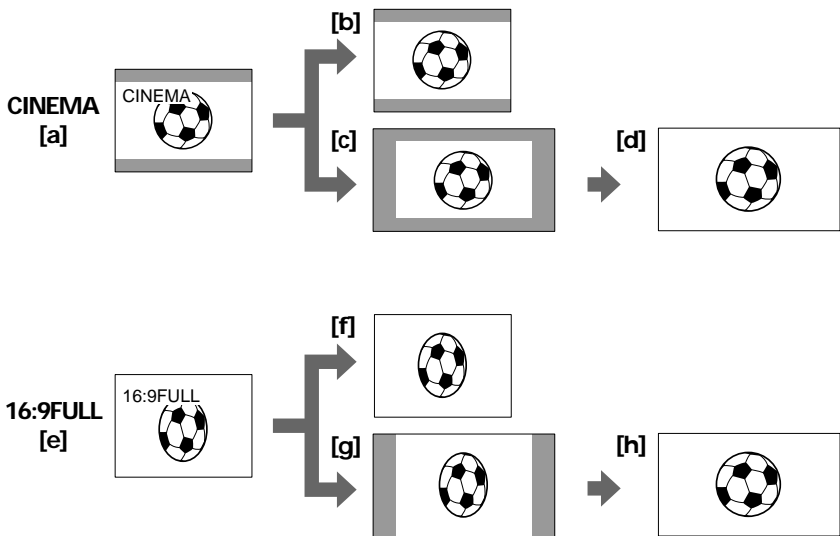 [b]
CINEMA
CINEMA
[a]
[c]
[d]
[f]
16:9FULL
16:9FULL
[e]
[g]
[h]